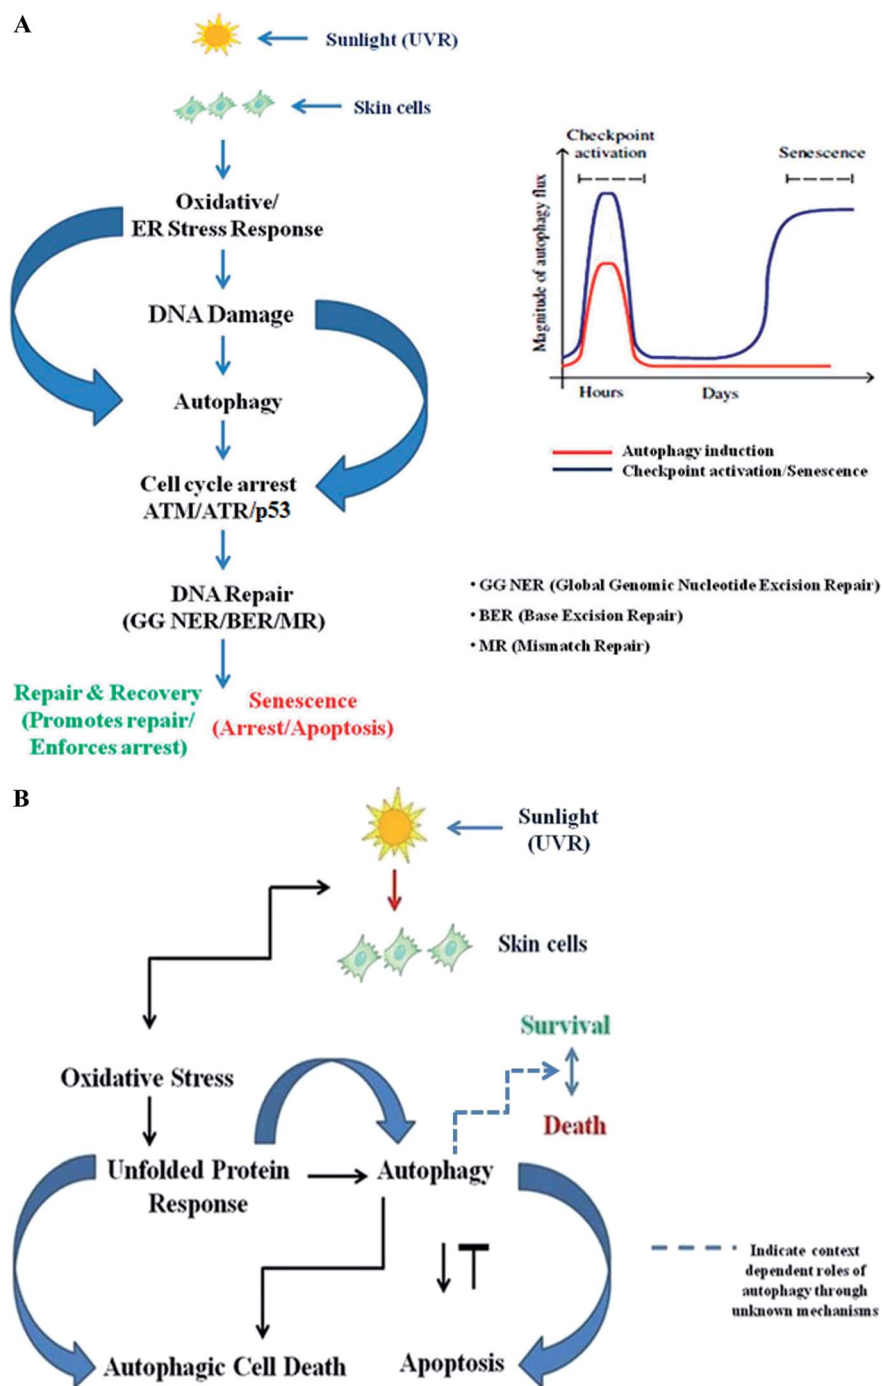 A
Sunlight (UVR)
Skin cells
Oxidative/
ER Stress Response
DNA Damage
Autophagy
Cell cycle arrest
ATM/ATR/p53
DNA Repair
(GG NER/BER/MR)
Repair & Recovery
(Promotes repair/
Enforces arrest)
Senescence
(Arrest/Apoptosis)
Checkpoint
activation
Senescence
Magnitude of autophagy flux
Hours
Days
Autophagy induction
Checkpoint activation/Senescence
• GG NER (Global Genomic Nucleotide Excision Repair)
• BER (Base Excision Repair)
• MR (Mismatch Repair)
B
Sunlight
(UVR)
Skin cells
Survival
Death
Oxidative Stress
Unfolded Protein
Response
Autophagy
Autophagic Cell Death
Apoptosis
Indicate context
dependent roles of
autophagy through
unknown mechanisms